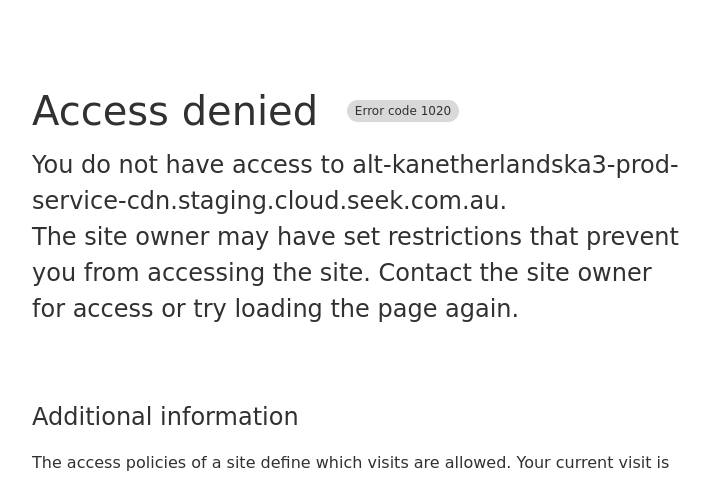 Access denied Error code 1020
You do not have access to alt-kanetherlandska3-prod-
service-cdn.staging.cloud.seek.com.au.
The site owner may have set restrictions that prevent
you from accessing the site. Contact the site owner
for access or try loading the page again.
Additional information
The access policies of a site define which visits are allowed. Your current visit is